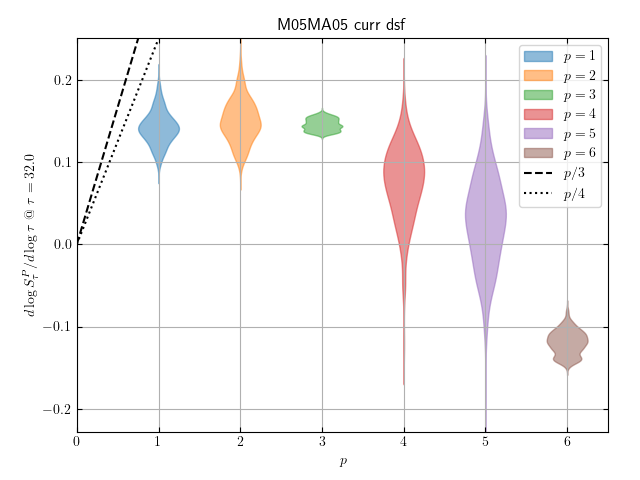 M05MA05 curr dsf
d log S_τ^P / d log τ @ τ = 32.0
0.2
0.1
0.0
−0.1
−0.2
0 1 2 3 4 5 6
p
p = 1
p = 2
p = 3
p = 4
p = 5
p = 6
p/3
p/4